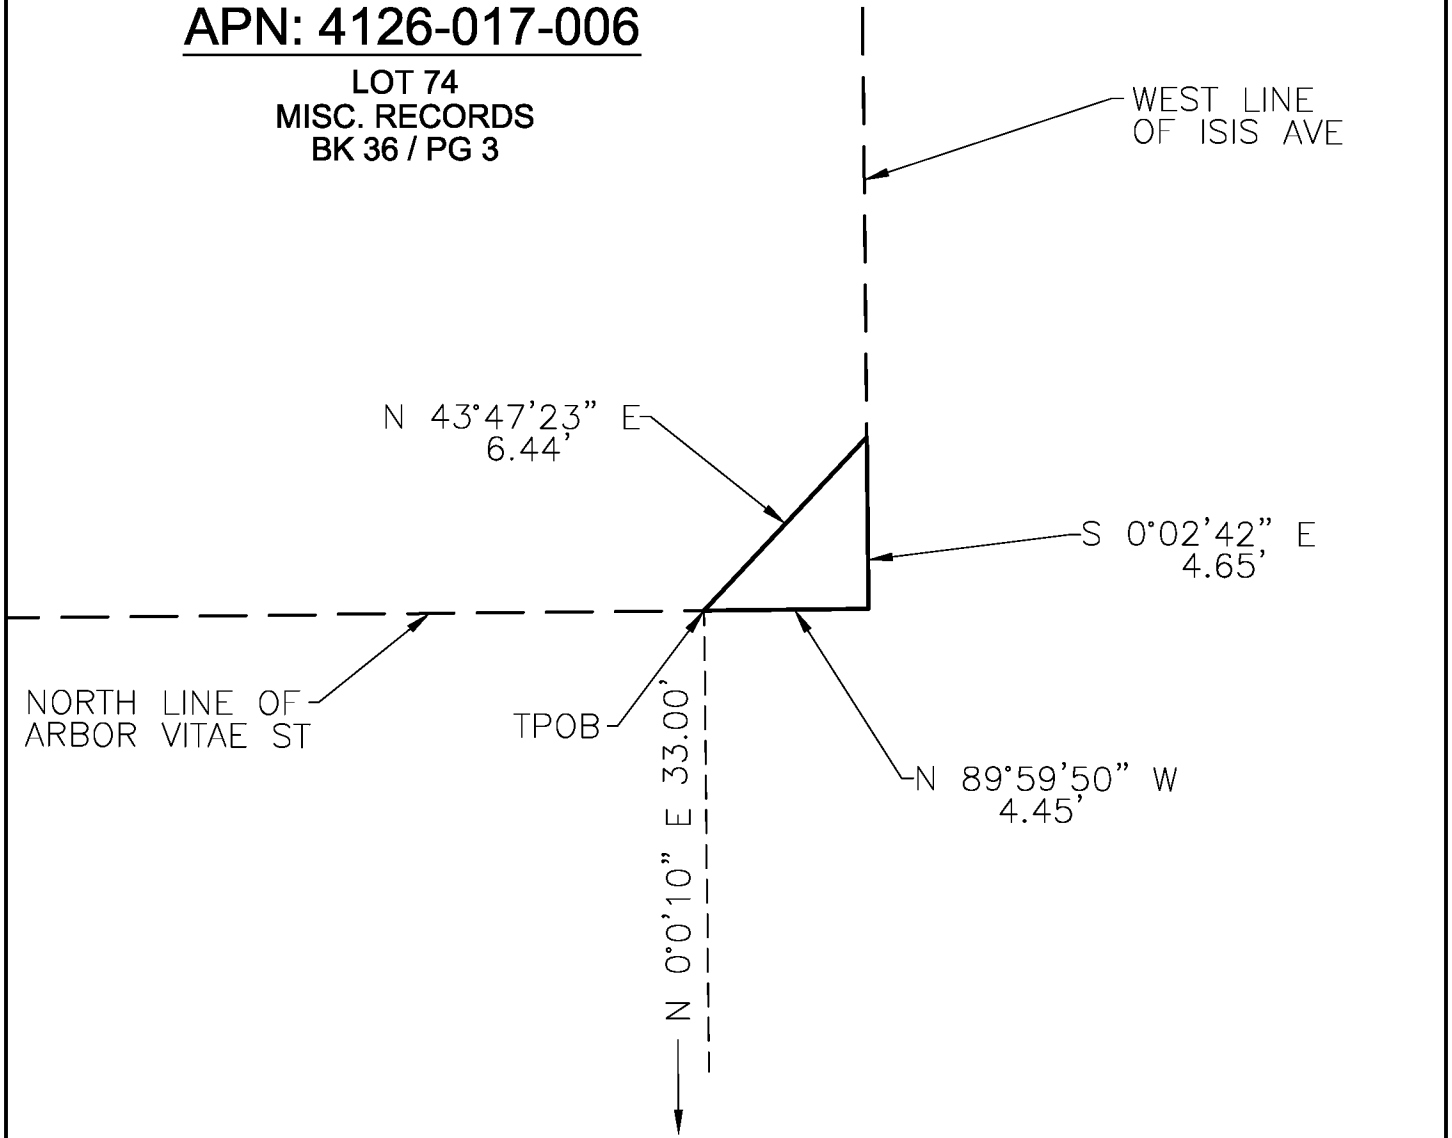 APN: 4126-017-006
LOT 74
MISC. RECORDS
BK 36 / PG 3
WEST LINE
OF ISIS AVE
N 43°47'23" E
6.44'
S 0°02'42" E
4.65'
NORTH LINE OF
ARBOR VITAE ST
TPOB
N 89°59'50" W
4.45'
N 0°0'10" E 33.00'